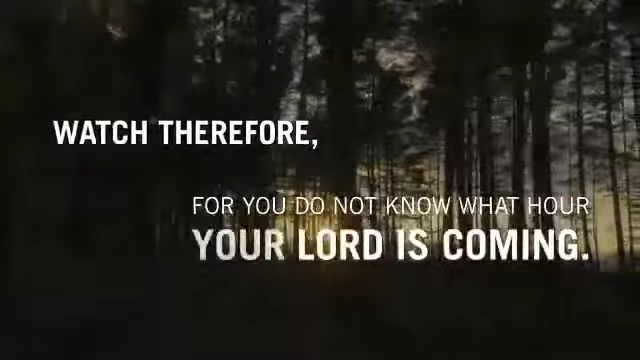 WATCH THEREFORE,
FOR YOU DO NOT KNOW WHAT HOUR
YOUR LORD IS COMING.